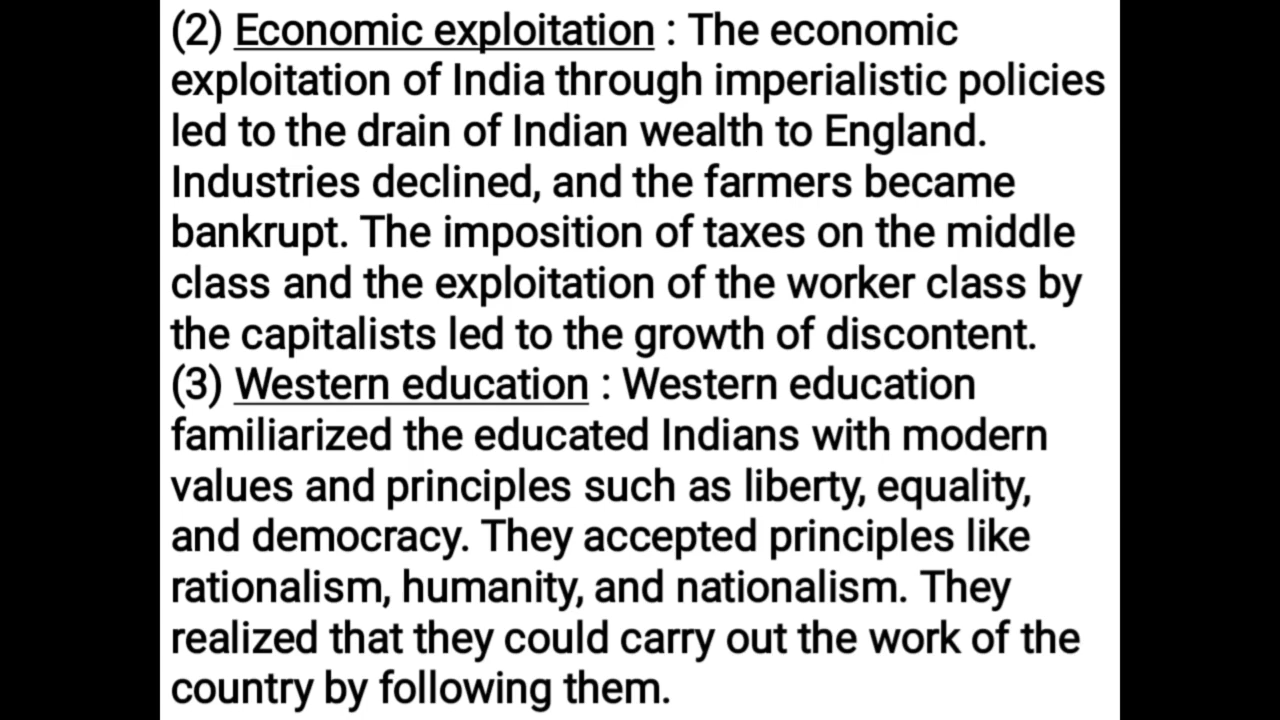 (2) Economic exploitation : The economic
exploitation of India through imperialistic policies
led to the drain of Indian wealth to England.
Industries declined, and the farmers became
bankrupt. The imposition of taxes on the middle
class and the exploitation of the worker class by
the capitalists led to the growth of discontent.
(3) Western education : Western education
familiarized the educated Indians with modern
values and principles such as liberty, equality,
and democracy. They accepted principles like
rationalism, humanity, and nationalism. They
realized that they could carry out the work of the
country by following them.